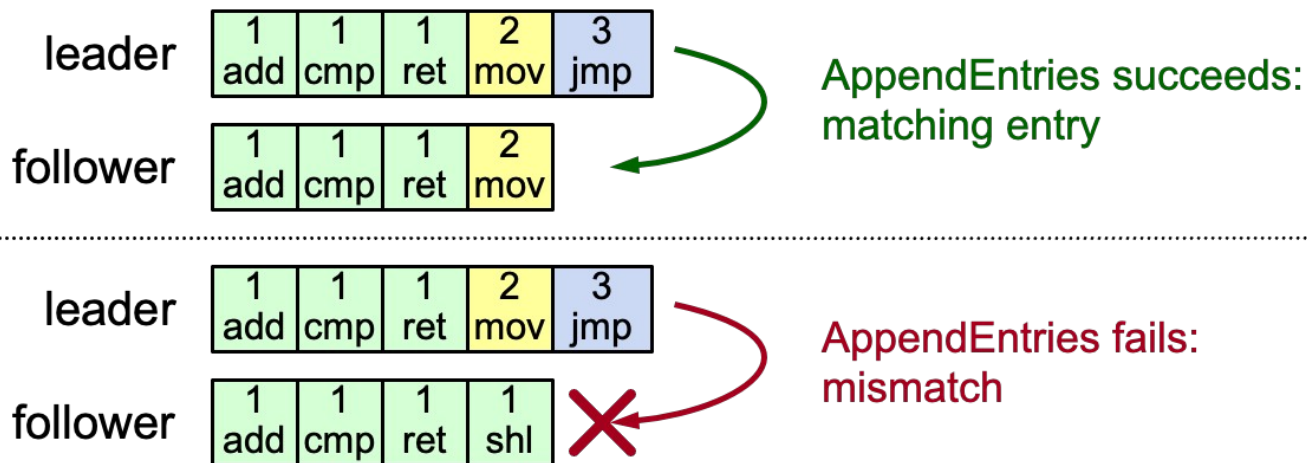 leader
1 1 1 2 3
add cmp ret mov jmp
AppendEntries succeeds:
matching entry
follower
1 1 1 2
add cmp ret mov
leader
1 1 1 2 3
add cmp ret mov jmp
AppendEntries fails:
mismatch
follower
1 1 1 1
add cmp ret shl